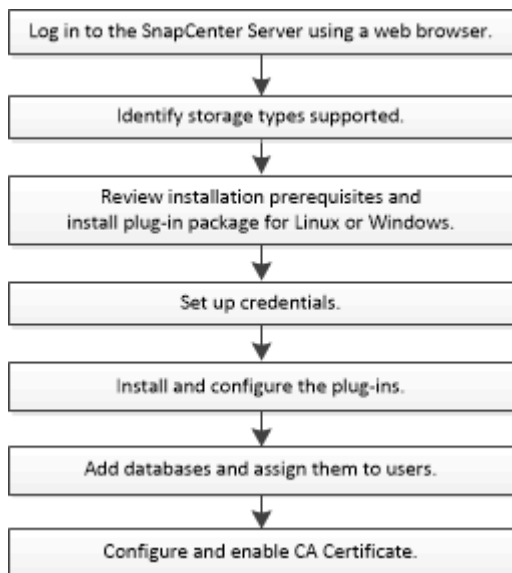 Log in to the SnapCenter Server using a web browser.
Identify storage types supported.
Review installation prerequisites and
install plug-in package for Linux or Windows.
Set up credentials.
Install and configure the plug-ins.
Add databases and assign them to users.
Configure and enable CA Certificate.